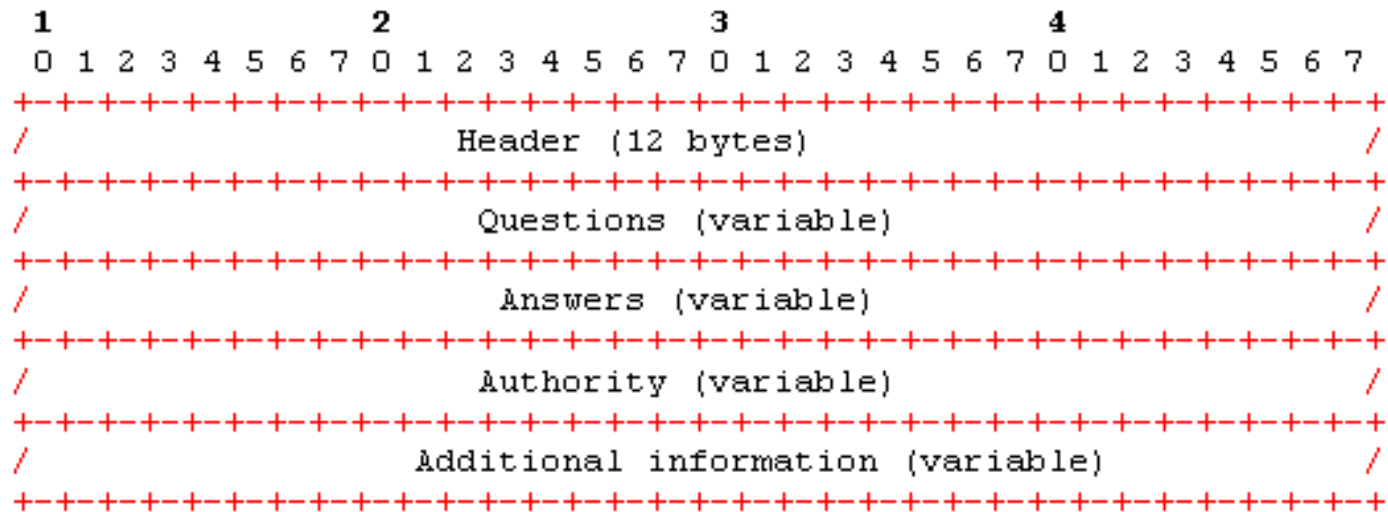 1 2 3 4
0 1 2 3 4 5 6 7 0 1 2 3 4 5 6 7 0 1 2 3 4 5 6 7 0 1 2 3 4 5 6 7
+-+-+-+-+-+-+-+-+-+-+-+-+-+-+-+-+-+-+-+-+-+-+-+-+-+-+-+-+-+-+-+-+
/ Header (12 bytes) /
+-+-+-+-+-+-+-+-+-+-+-+-+-+-+-+-+-+-+-+-+-+-+-+-+-+-+-+-+-+-+-+-+
/ Questions (variable) /
+-+-+-+-+-+-+-+-+-+-+-+-+-+-+-+-+-+-+-+-+-+-+-+-+-+-+-+-+-+-+-+-+
/ Answers (variable) /
+-+-+-+-+-+-+-+-+-+-+-+-+-+-+-+-+-+-+-+-+-+-+-+-+-+-+-+-+-+-+-+-+
/ Authority (variable) /
+-+-+-+-+-+-+-+-+-+-+-+-+-+-+-+-+-+-+-+-+-+-+-+-+-+-+-+-+-+-+-+-+
/ Additional information (variable) /
+-+-+-+-+-+-+-+-+-+-+-+-+-+-+-+-+-+-+-+-+-+-+-+-+-+-+-+-+-+-+-+-+